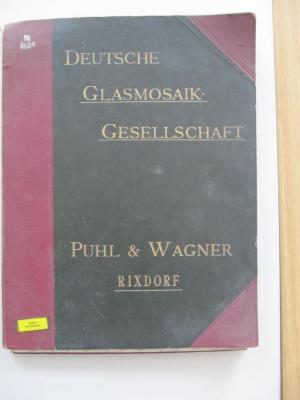 DEUTSCHE
GLASMOSAIK-
GESELLSCHAFT
PUHL & WAGNER
RIXDORF